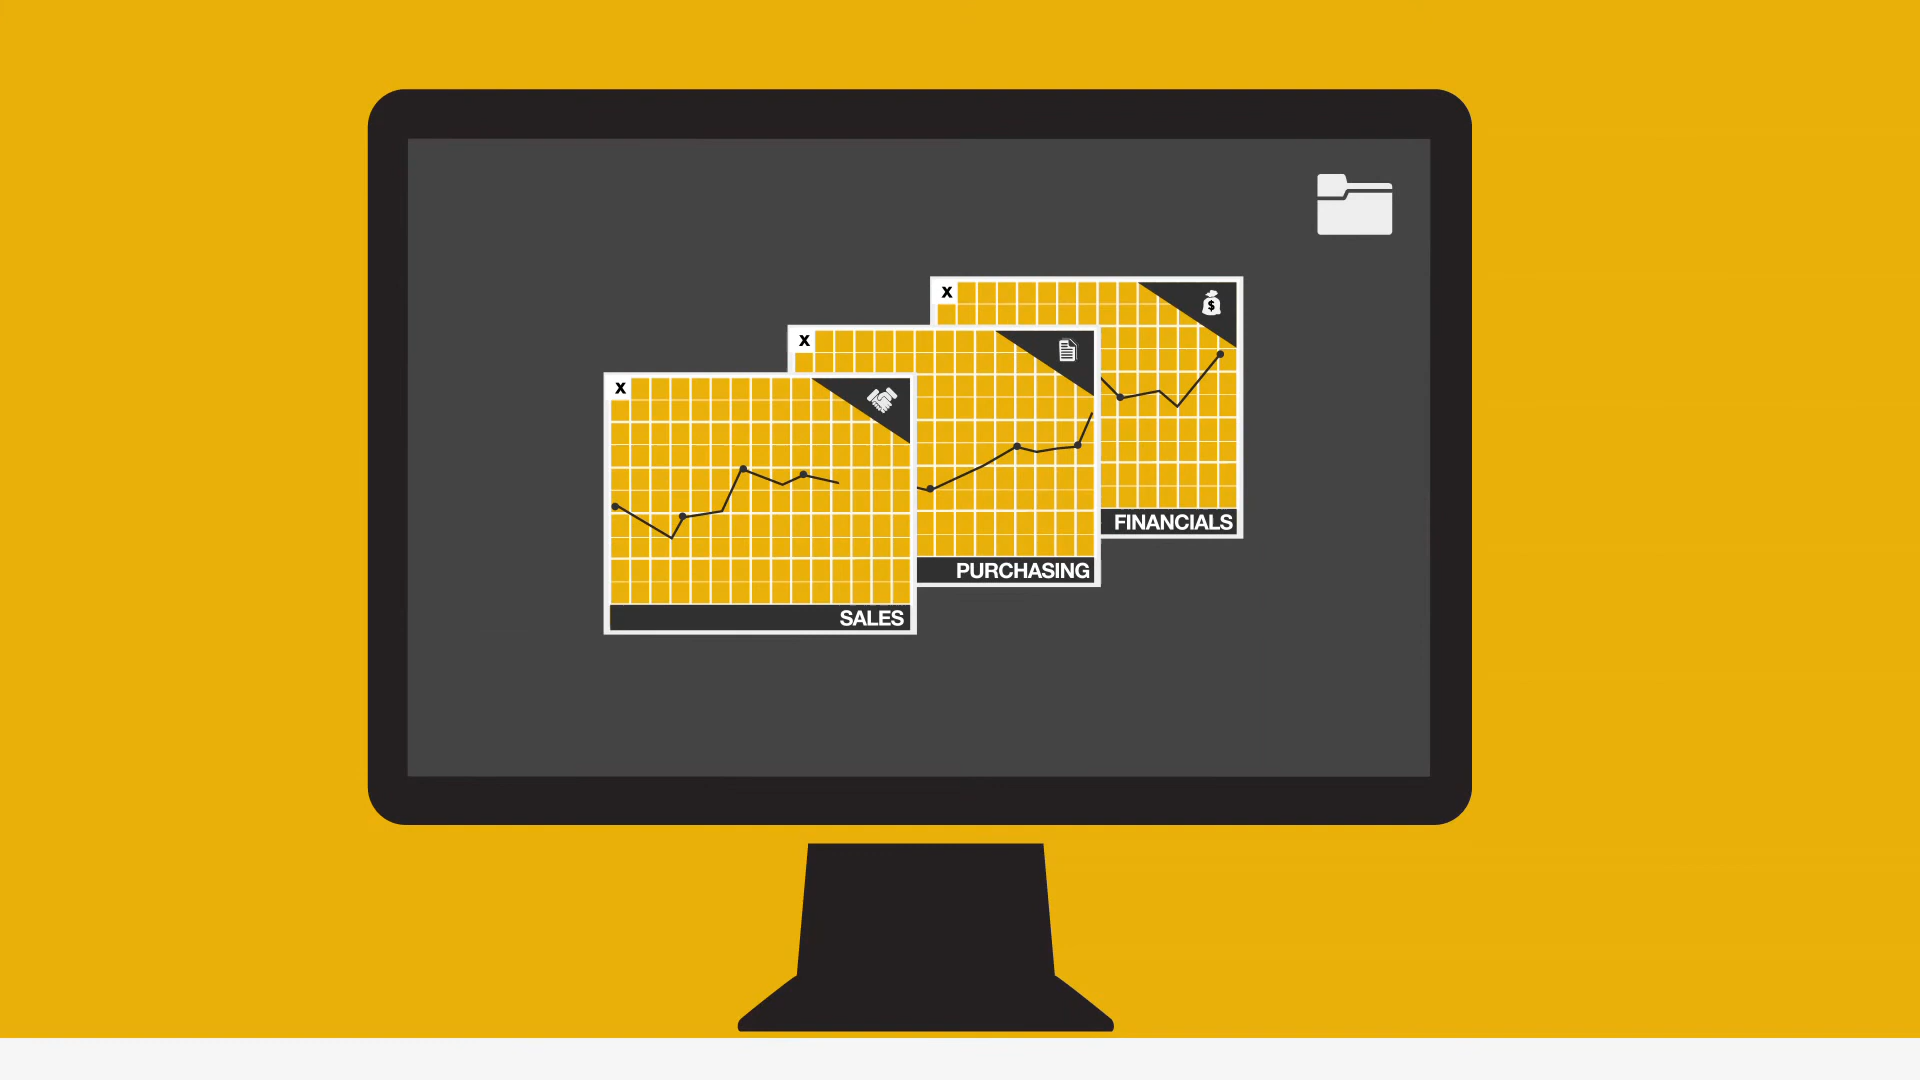 X
$
X
X
FINANCIALS
PURCHASING
SALES